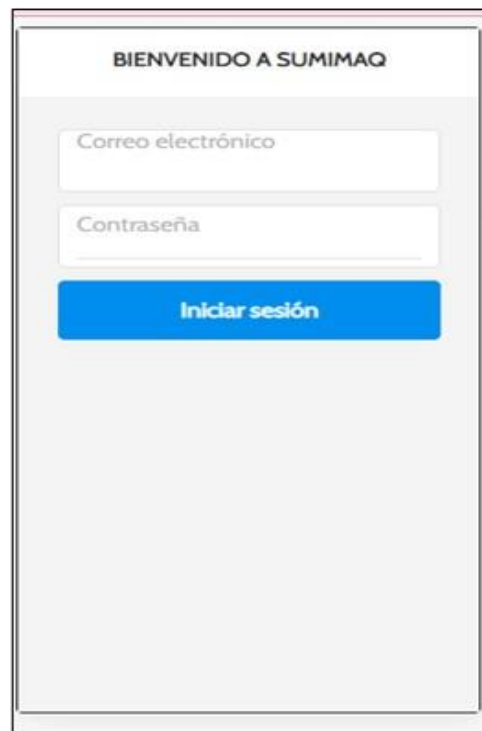 BIENVENIDO A SUMIMAQ
Correo electrónico
Contraseña
Iniciar sesión